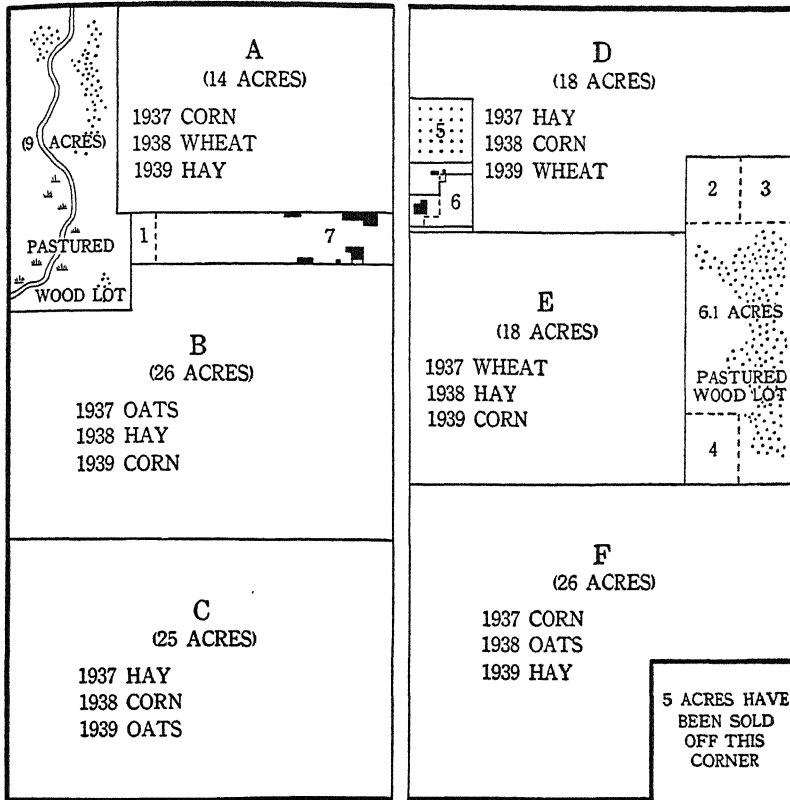 A
(14 ACRES)
1937 CORN
1938 WHEAT
1939 HAY
(9 ACRES)
PASTURED
WOOD LOT
1
7
B
(26 ACRES)
1937 OATS
1938 HAY
1939 CORN
C
(25 ACRES)
1937 HAY
1938 CORN
1939 OATS
D
(18 ACRES)
1937 HAY
1938 CORN
1939 WHEAT
5
6
2
3
E
(18 ACRES)
1937 WHEAT
1938 HAY
1939 CORN
6.1 ACRES
PASTURED
WOOD LOT
4
F
(26 ACRES)
1937 CORN
1938 OATS
1939 HAY
5 ACRES HAVE
BEEN SOLD
OFF THIS
CORNER